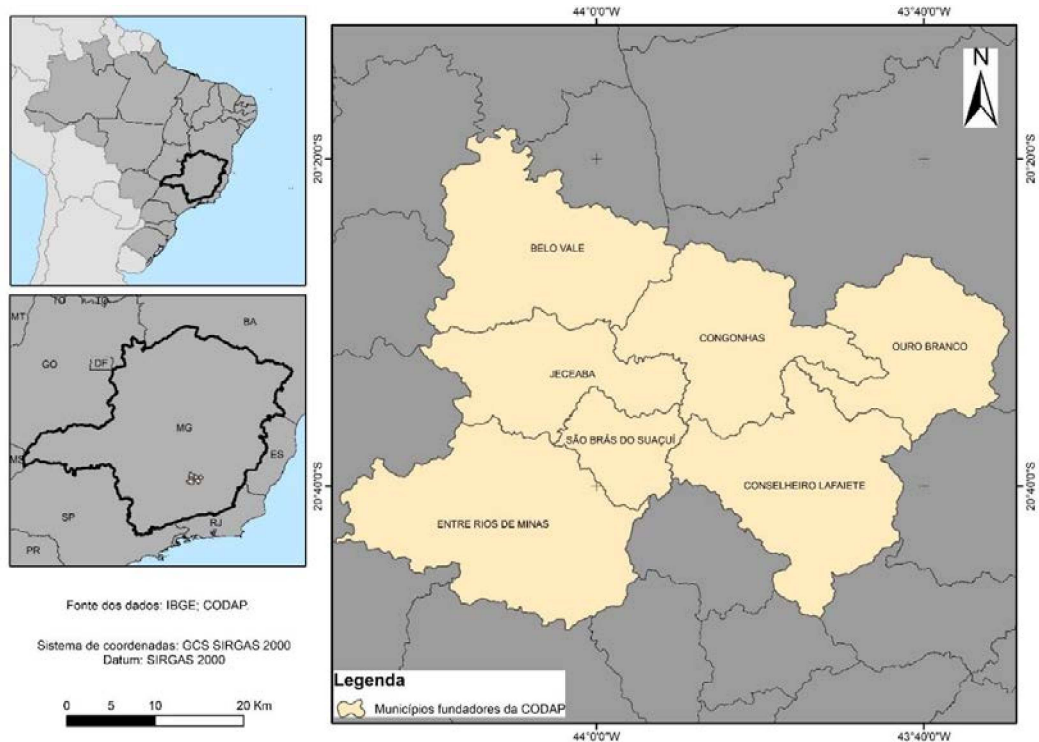 44°0'0"W
43°40'0"W
N
20°20'0"S
20°20'0"S
BELO VALE
CONGONHAS
OURO BRANCO
JECEABA
SÃO BRÁS DO SUAÇUÍ
CONSELHEIRO LAFAIETE
ENTRE RIOS DE MINAS
20°40'0"S
20°40'0"S
TO
MT
BA
GO
DF
MG
MS
ES
SP
RJ
PR
Fonte dos dados: IBGE; CODAP.
Sistema de coordenadas: GCS SIRGAS 2000
Datum: SIRGAS 2000
0 5 10 20 Km
Legenda
Municípios fundadores da CODAP
44°0'0"W
43°40'0"W